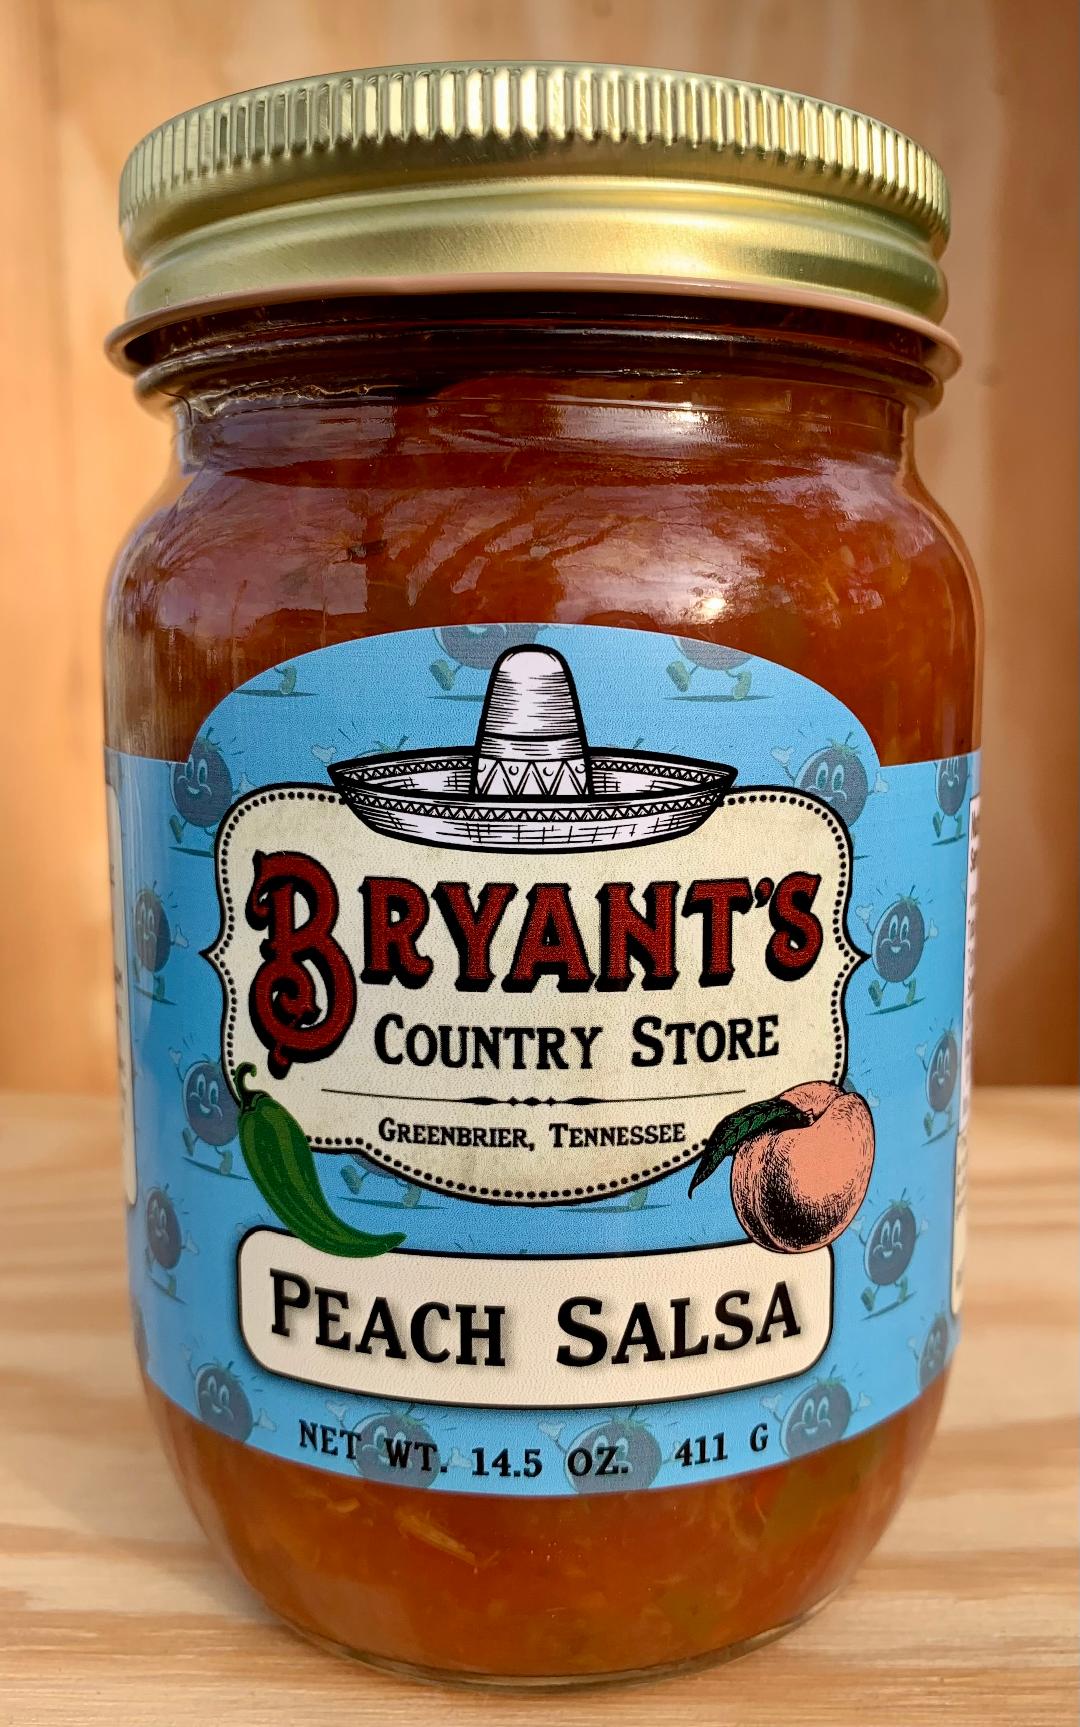 BRYANT'S
COUNTRY STORE
GREENBRIER, TENNESSEE
PEACH SALSA
NET WT. 14.5 OZ. 411 G